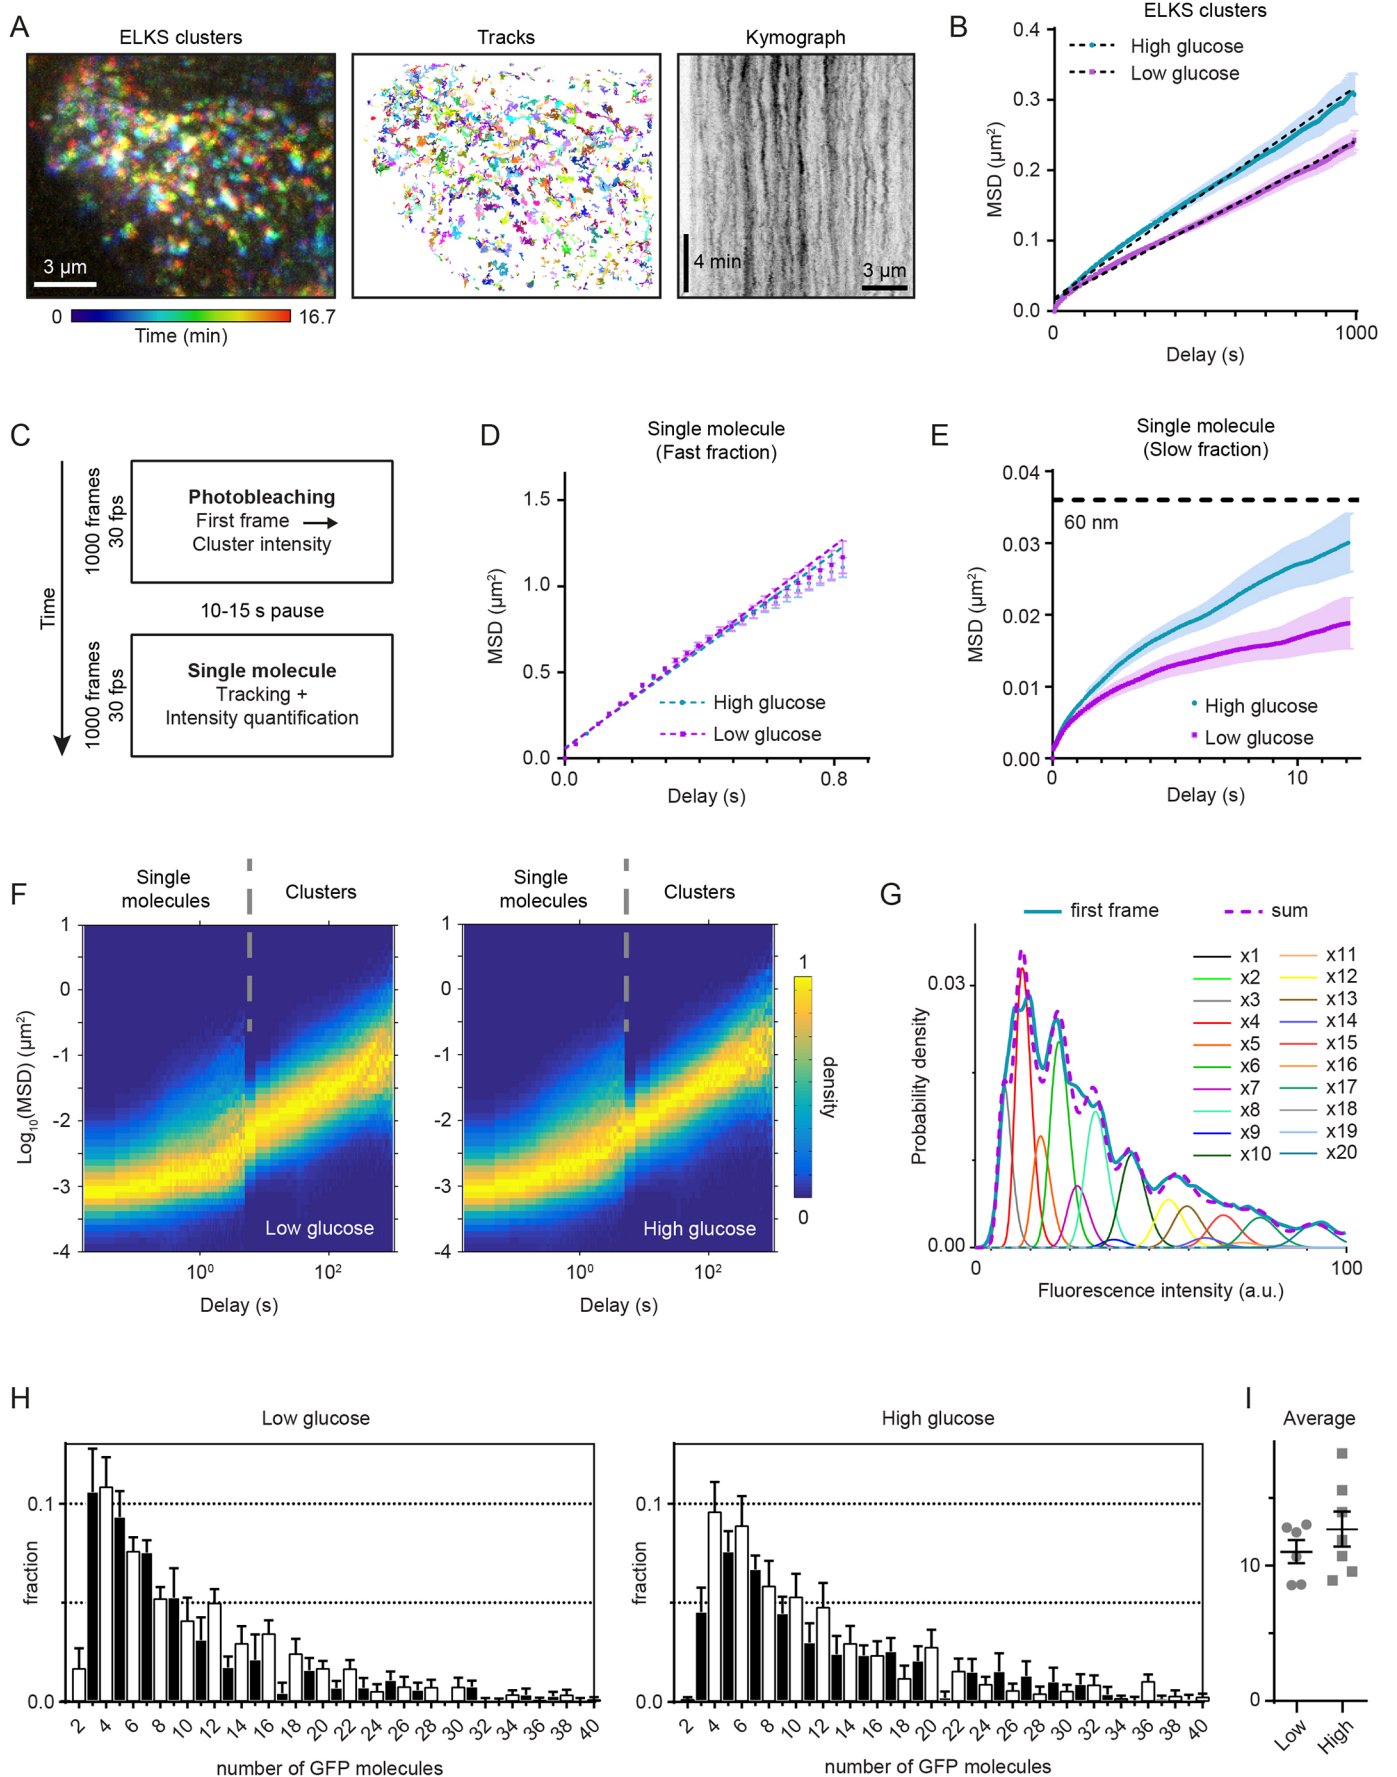 A
ELKS clusters
Tracks
Kymograph
3 µm
4 min
3 µm
0
16.7
Time (min)
B
ELKS clusters
High glucose
Low glucose
0.4
0.3
0.2
0.1
0.0
MSD (µm²)
0
1000
Delay (s)
C
Time
1000 frames
30 fps
Photobleaching
First frame
Cluster intensity
10-15 s pause
1000 frames
30 fps
Single molecule
Tracking +
Intensity quantification
D
Single molecule
(Fast fraction)
1.5
1.0
0.5
0.0
MSD (µm²)
High glucose
Low glucose
0.0
0.8
Delay (s)
E
Single molecule
(Slow fraction)
0.04
0.03
0.02
0.01
0.00
MSD (µm²)
60 nm
High glucose
Low glucose
0
10
Delay (s)
F
Single
molecules
Clusters
Single
molecules
Clusters
1
0
-1
-2
-3
-4
Log₁₀(MSD) (µm²)
Low glucose
10⁰
10²
Delay (s)
1
0
-1
-2
-3
-4
High glucose
10⁰
10²
Delay (s)
1
0
density
G
first frame
sum
0.03
0.00
Probability density
x1
x2
x3
x4
x5
x6
x7
x8
x9
x10
x11
x12
x13
x14
x15
x16
x17
x18
x19
x20
0
100
Fluorescence intensity (a.u.)
H
Low glucose
0.1
0.0
fraction
2 4 6 8 10 12 14 16 18 20 22 24 26 28 30 32 34 36 38 40
number of GFP molecules
High glucose
0.1
0.0
fraction
2 4 6 8 10 12 14 16 18 20 22 24 26 28 30 32 34 36 38 40
number of GFP molecules
I
Average
10
0
Low
High